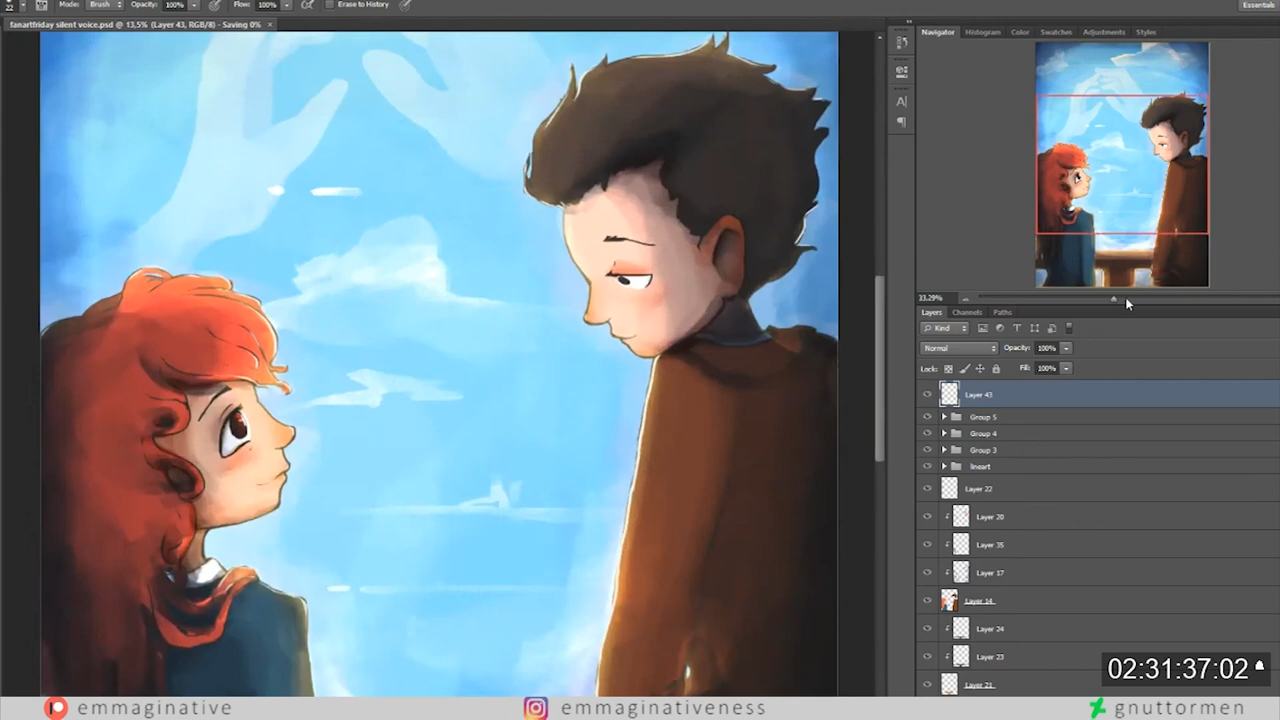 22 Mode: Brush Opacity: 100% Flow: 100% Erase to History Essentials
fanartfriday silent voice.psd @ 13,5% (Layer 43, RGB/8) - Saving 0% ×
Navigator Histogram Color Swatches Adjustments Styles
33,29%
Layers Channels Paths
Kind
Normal Opacity: 100%
Lock: Fill: 100%
Layer 43
Group 5
Group 4
Group 3
lineart
Layer 22
Layer 20
Layer 35
Layer 17
Layer 14
Layer 24
Layer 23
Layer 21
02:31:37:02
emmaginative emmaginativeness gnuttormen